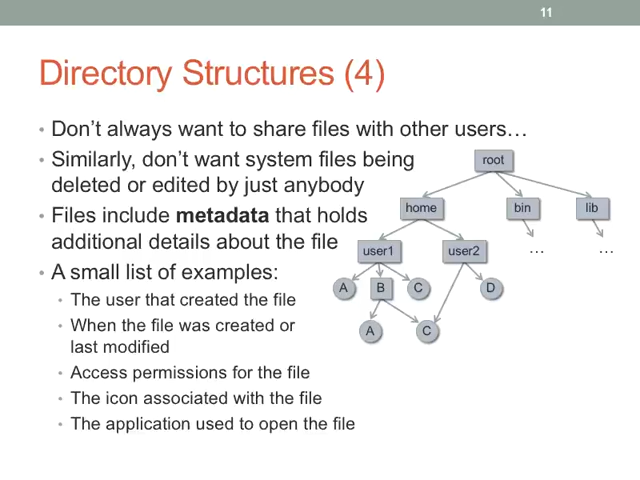 11
Directory Structures (4)
• Don’t always want to share files with other users…
• Similarly, don’t want system files being
deleted or edited by just anybody
• Files include metadata that holds
additional details about the file
• A small list of examples:
• The user that created the file
• When the file was created or
last modified
• Access permissions for the file
• The icon associated with the file
• The application used to open the file
root
home bin lib
user1 user2 … …
A B C D
A C